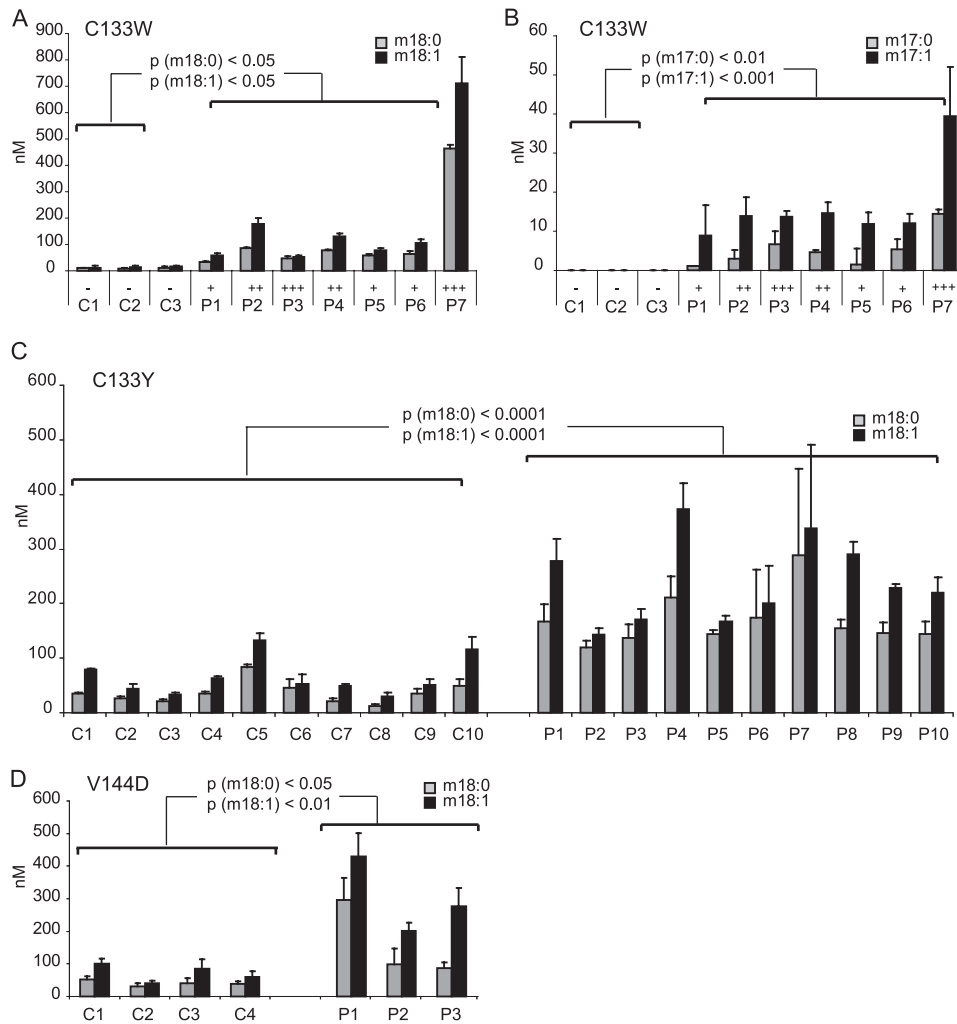 A
C133W
m18:0
m18:1
p (m18:0) < 0.05
p (m18:1) < 0.05
nM
900
800
700
600
500
400
300
200
100
0
- - - + ++ +++ ++ + + +++
C1 C2 C3 P1 P2 P3 P4 P5 P6 P7
B
C133W
m17:0
m17:1
p (m17:0) < 0.01
p (m17:1) < 0.001
nM
60
50
40
30
20
10
0
- - - + ++ +++ ++ + + +++
C1 C2 C3 P1 P2 P3 P4 P5 P6 P7
C
C133Y
m18:0
m18:1
p (m18:0) < 0.0001
p (m18:1) < 0.0001
nM
600
500
400
300
200
100
0
C1 C2 C3 C4 C5 C6 C7 C8 C9 C10 P1 P2 P3 P4 P5 P6 P7 P8 P9 P10
D
V144D
m18:0
m18:1
p (m18:0) < 0.05
p (m18:1) < 0.01
nM
600
500
400
300
200
100
0
C1 C2 C3 C4 P1 P2 P3